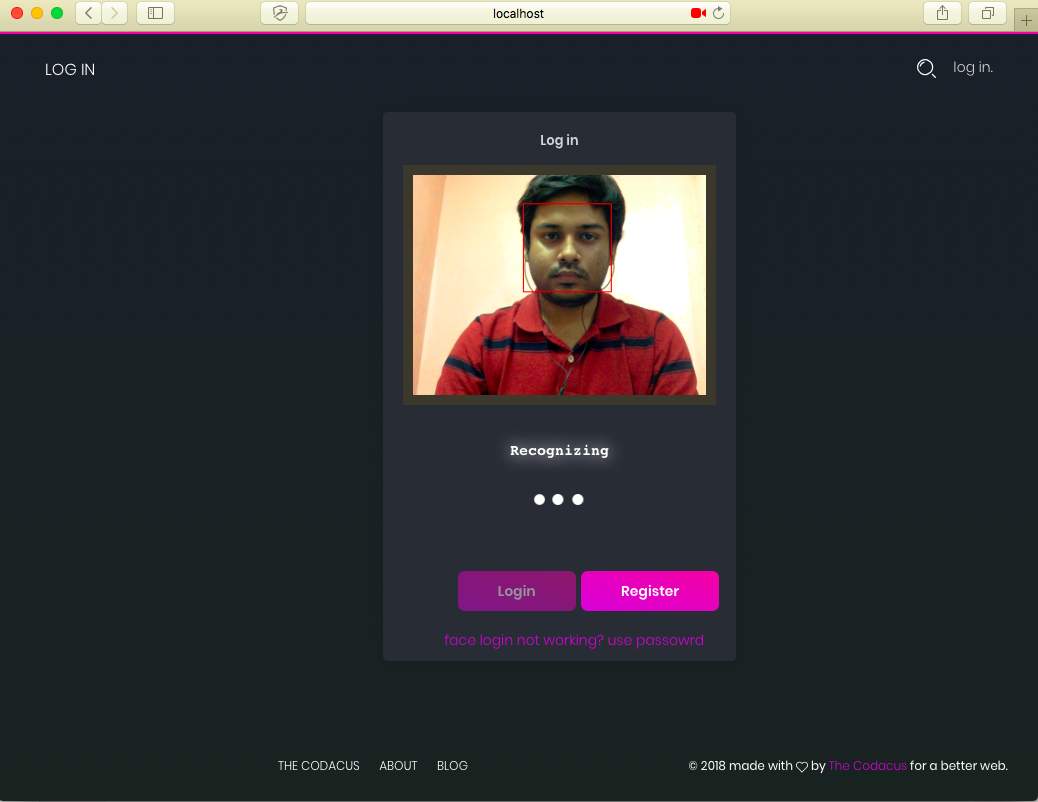 localhost
LOG IN
log in.
Log in
Recognizing
Login
Register
face login not working? use passowrd
THE CODACUS ABOUT BLOG
© 2018 made with ♡ by The Codacus for a better web.